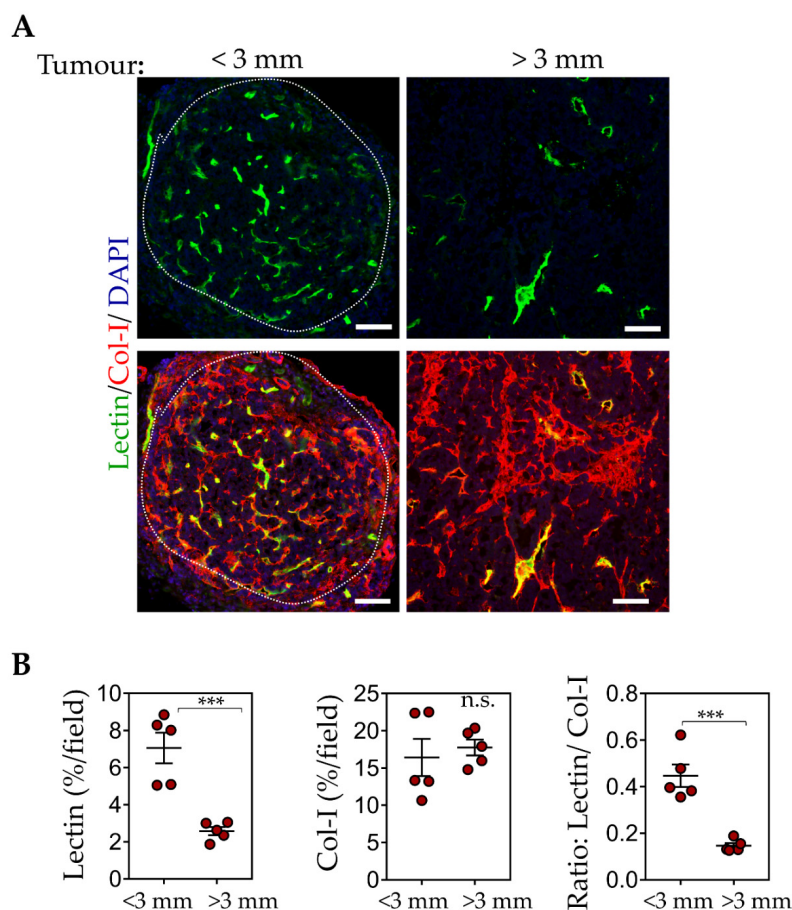 A
Tumour: < 3 mm > 3 mm
Lectin/Col-I/ DAPI
B
Lectin (%/field)
10
8
6
4
2
0
***
<3 mm >3 mm
Col-I (%/field)
25
20
15
10
5
0
n.s.
<3 mm >3 mm
Ratio: Lectin/ Col-I
0.8
0.6
0.4
0.2
0.0
***
<3 mm >3 mm